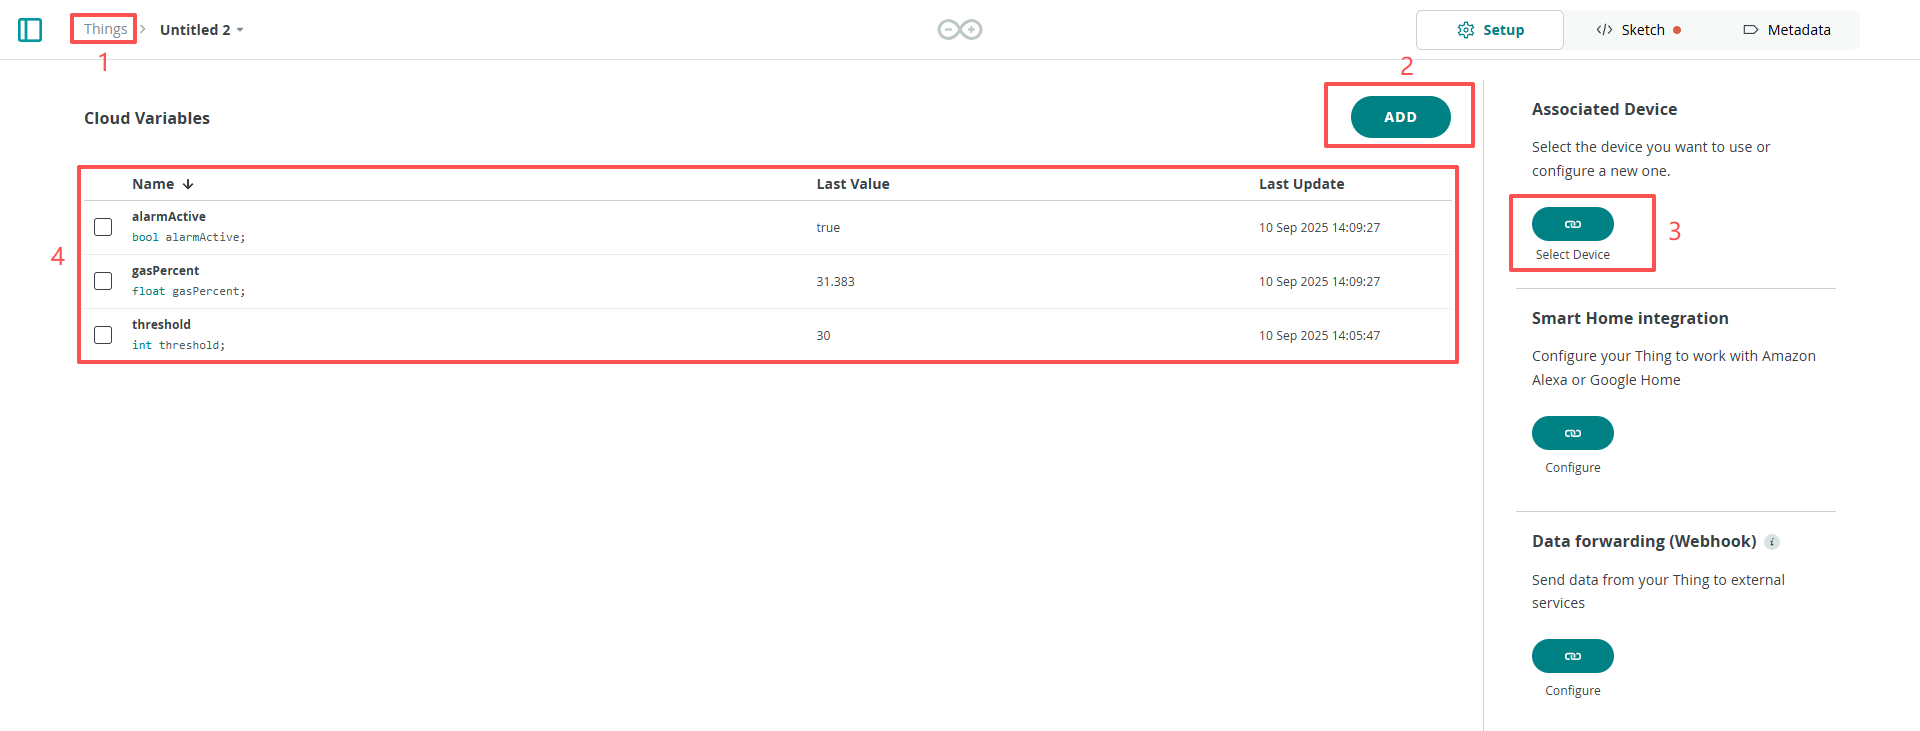 Things > Untitled 2
Setup
</> Sketch
Metadata
1
2
Cloud Variables
ADD
Name ↓ Last Value Last Update
alarmActive
bool alarmActive;
true
10 Sep 2025 14:09:27
gasPercent
float gasPercent;
31.383
10 Sep 2025 14:09:27
threshold
int threshold;
30
10 Sep 2025 14:05:47
4
Associated Device
Select the device you want to use or
configure a new one.
Select Device
3
Smart Home integration
Configure your Thing to work with Amazon
Alexa or Google Home
Configure
Data forwarding (Webhook) i
Send data from your Thing to external
services
Configure